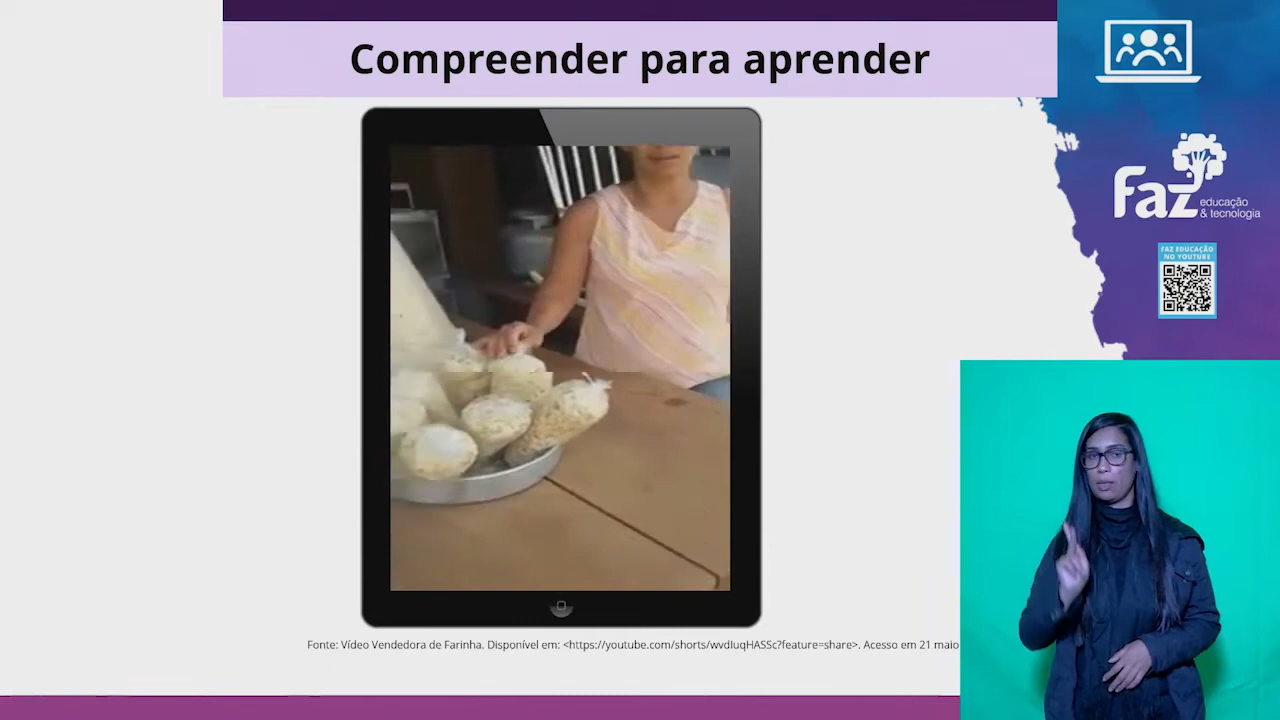 Compreender para aprender
Faz
educação
& tecnologia
FAZ EDUCAÇÃO
NO YOUTUBE
Fonte: Vídeo Vendedora de Farinha. Disponível em: <https://youtube.com/shorts/wvdIuqHASSc?feature=share>. Acesso em 21 maio